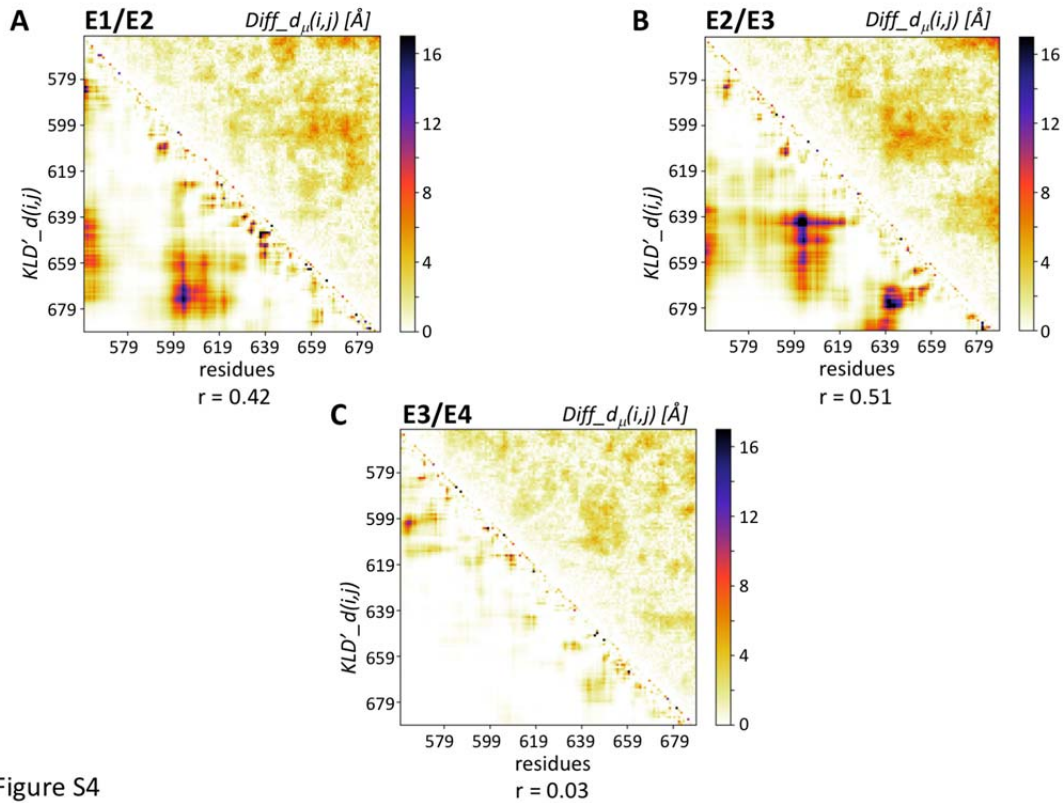 A E1/E2 Diff_dμ(i,j) [Å]
KLD’_d(i,j)
579
599
619
639
659
679
579 599 619 639 659 679
residues
r = 0.42
16
12
8
4
0
B E2/E3 Diff_dμ(i,j) [Å]
KLD’_d(i,j)
579
599
619
639
659
679
579 599 619 639 659 679
residues
r = 0.51
16
12
8
4
0
C E3/E4 Diff_dμ(i,j) [Å]
KLD’_d(i,j)
579
599
619
639
659
679
579 599 619 639 659 679
residues
r = 0.03
16
12
8
4
0
Figure S4